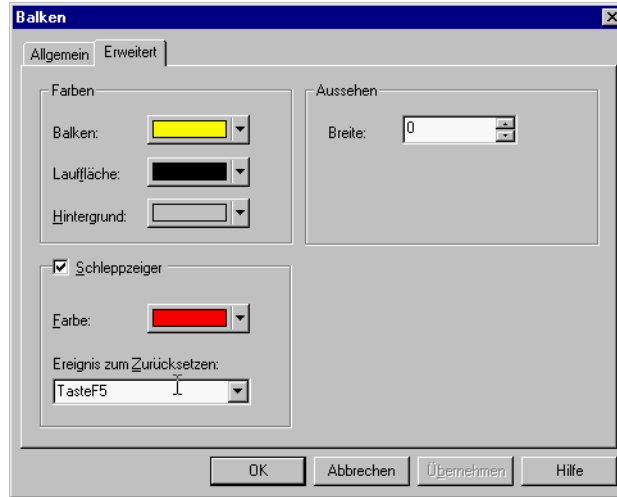 Balken
Allgemein Erweitert
Farben
Balken:
Lauffläche:
Hintergrund:
Aussehen
Breite: 0
Schleppzeiger
Farbe:
Ereignis zum Zurücksetzen:
TasteF5
OK Abbrechen Übernehmen Hilfe